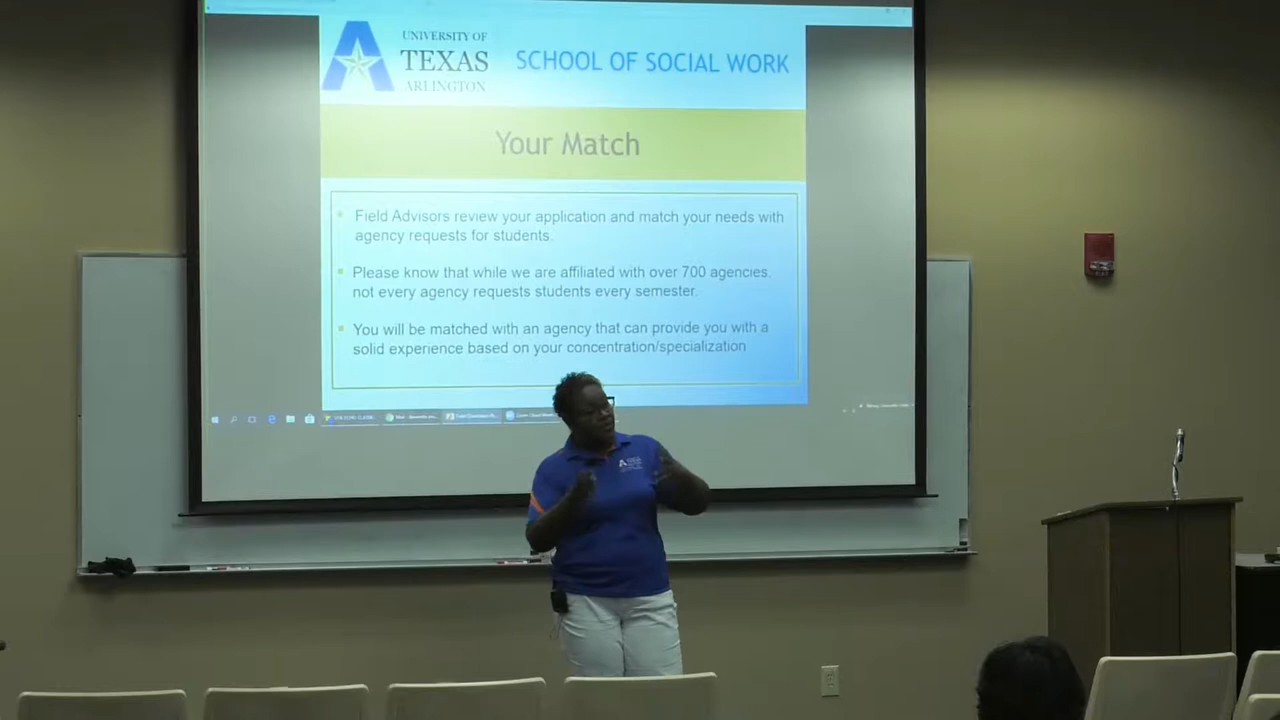 UNIVERSITY OF
TEXAS
ARLINGTON
SCHOOL OF SOCIAL WORK
Your Match
Field Advisors review your application and match your needs with
agency requests for students.
Please know that while we are affiliated with over 700 agencies,
not every agency requests students every semester.
You will be matched with an agency that can provide you with a
solid experience based on your concentration/specialization